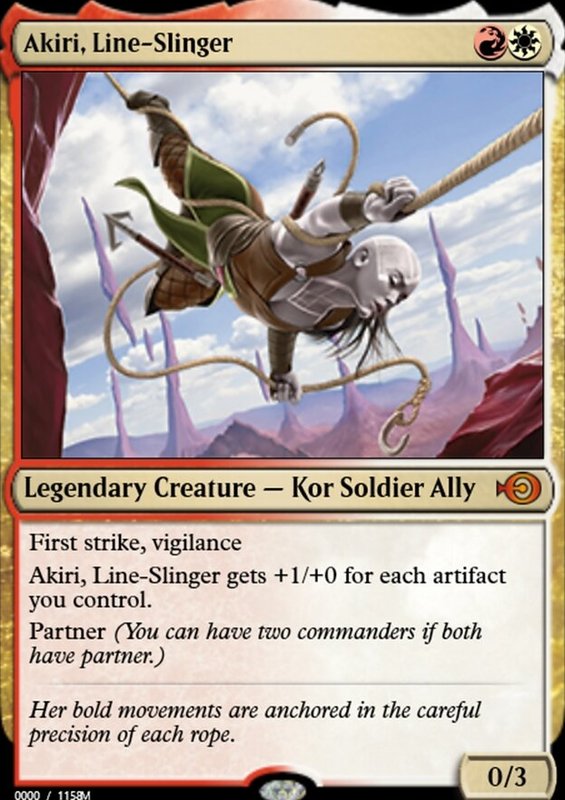 Akiri, Line-Slinger
Legendary Creature — Kor Soldier Ally
First strike, vigilance
Akiri, Line-Slinger gets +1/+0 for each artifact
you control.
Partner (You can have two commanders if both
have partner.)
Her bold movements are anchored in the careful
precision of each rope.
0/3
0000 / 1158M